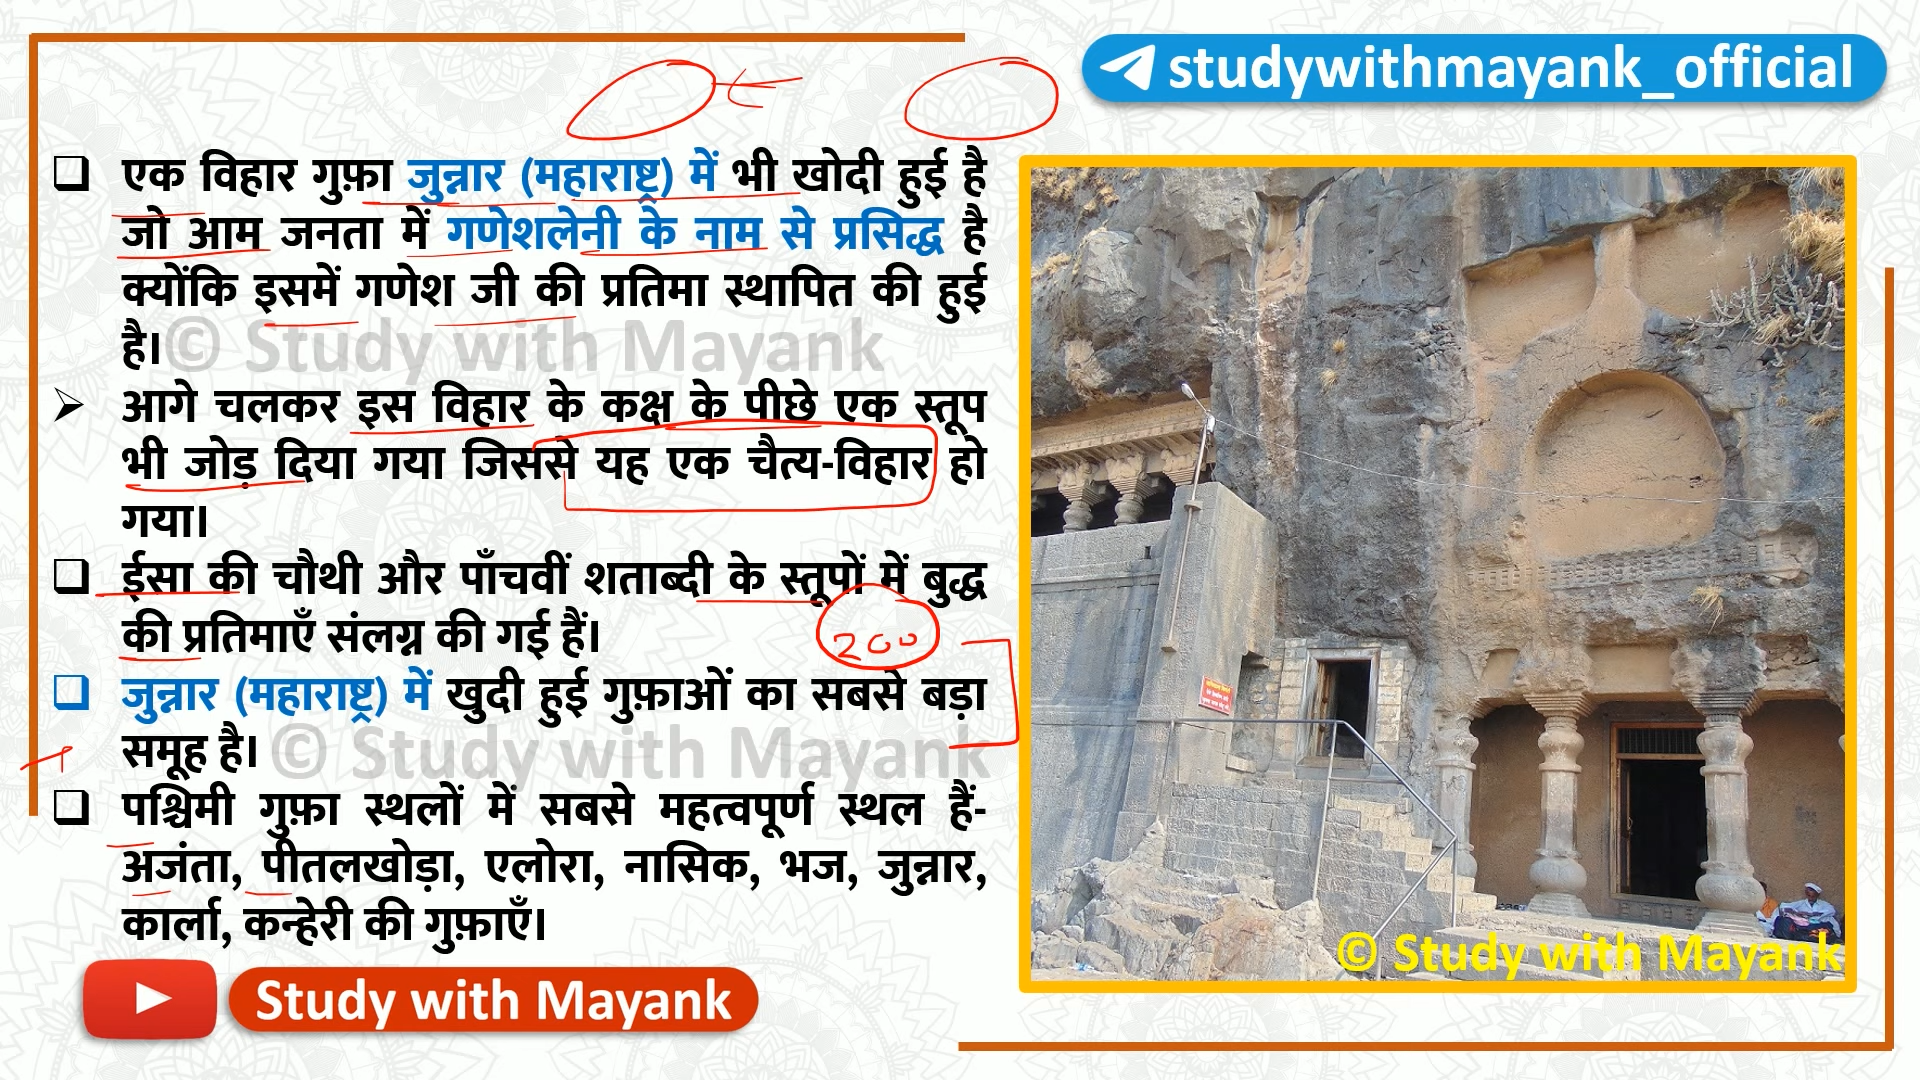 studywithmayank_official
एक विहार गुफ़ा जुन्नार (महाराष्ट्र) में भी खोदी हुई है
जो आम जनता में गणेशलेनी के नाम से प्रसिद्ध है
क्योंकि इसमें गणेश जी की प्रतिमा स्थापित की हुई
है।
© Study with Mayank
आगे चलकर इस विहार के कक्ष के पीछे एक स्तूप
भी जोड़ दिया गया जिससे यह एक चैत्य-विहार हो
गया।
ईसा की चौथी और पाँचवीं शताब्दी के स्तूपों में बुद्ध
की प्रतिमाएँ संलग्न की गई हैं।
200
जुन्नार (महाराष्ट्र) में खुदी हुई गुफ़ाओं का सबसे बड़ा
समूह है।
© Study with Mayank
पश्चिमी गुफ़ा स्थलों में सबसे महत्वपूर्ण स्थल हैं-
अजंता, पीतलखोड़ा, एलोरा, नासिक, भज, जुन्नार,
कार्ला, कन्हेरी की गुफ़ाएँ।
© Study with Mayank
Study with Mayank